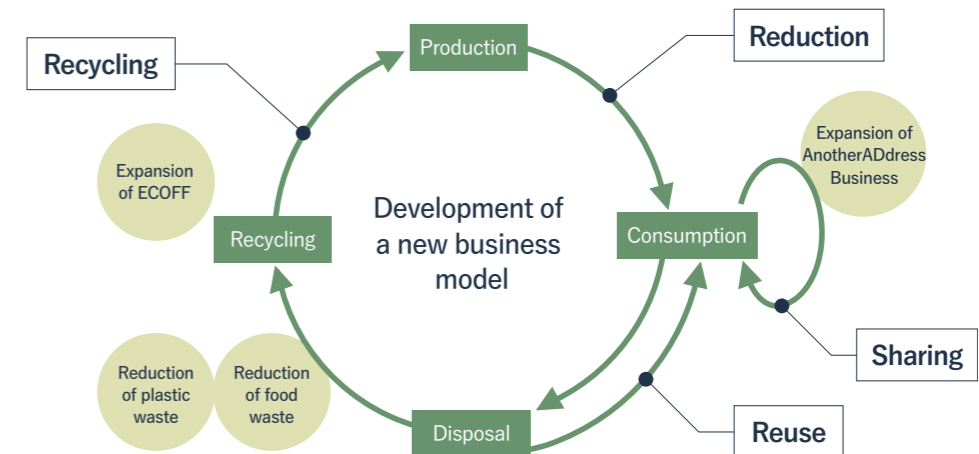 Production
Reduction
Recycling
Expansion of
AnotherADdress
Business
Expansion
of ECOFF
Development of
a new business
model
Recycling
Consumption
Sharing
Reduction
of plastic
waste
Reduction
of food
waste
Disposal
Reuse